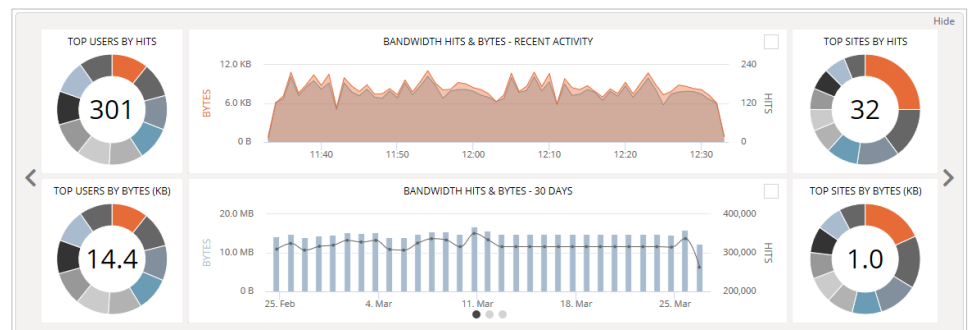 Hide
TOP USERS BY HITS
301
BANDWIDTH HITS & BYTES - RECENT ACTIVITY
12.0 KB
6.0 KB
0 B
BYTES
240
120
0
HITS
11:40 11:50 12:00 12:10 12:20 12:30
TOP SITES BY HITS
32
TOP USERS BY BYTES (KB)
14.4
BANDWIDTH HITS & BYTES - 30 DAYS
20.0 MB
10.0 MB
0 B
BYTES
400,000
300,000
200,000
HITS
25. Feb 4. Mar 11. Mar 18. Mar 25. Mar
TOP SITES BY BYTES (KB)
1.0